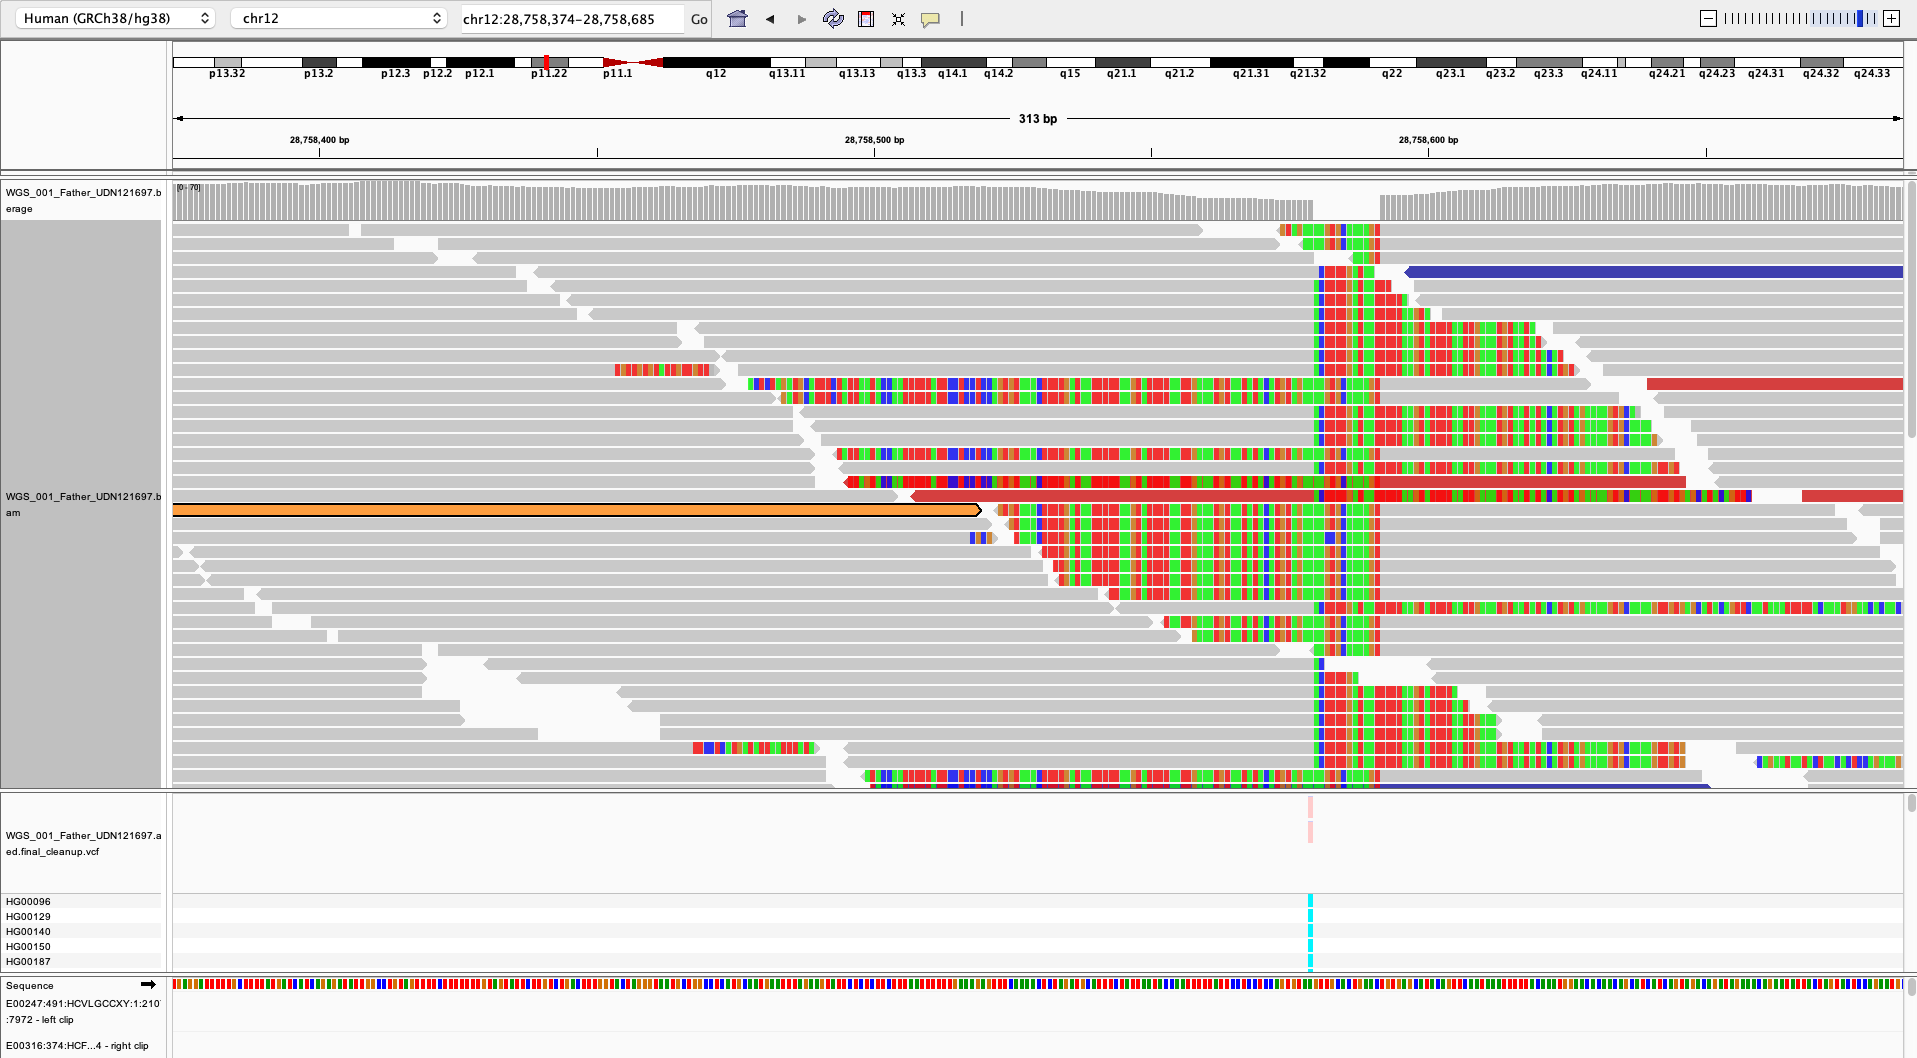 Human (GRCh38/hg38)
chr12
chr12:28,758,374-28,758,685
Go
p13.32 p13.2 p12.3 p12.2 p12.1 p11.22 p11.1 q12 q13.11 q13.13 q13.3 q14.1 q14.2 q15 q21.1 q21.2 q21.31 q21.32 q22 q23.1 q23.2 q23.3 q24.11 q24.21 q24.23 q24.31 q24.32 q24.33
313 bp
28,758,400 bp 28,758,500 bp 28,758,600 bp
WGS_001_Father_UDN121697.b
erage
[0 - 70]
WGS_001_Father_UDN121697.b
am
WGS_001_Father_UDN121697.a
ed.final_cleanup.vcf
HG00096
HG00129
HG00140
HG00150
HG00187
Sequence
E00247:491:HCVLGCCXY:1:210
:7972 - left clip
E00316:374:HCF...4 - right clip